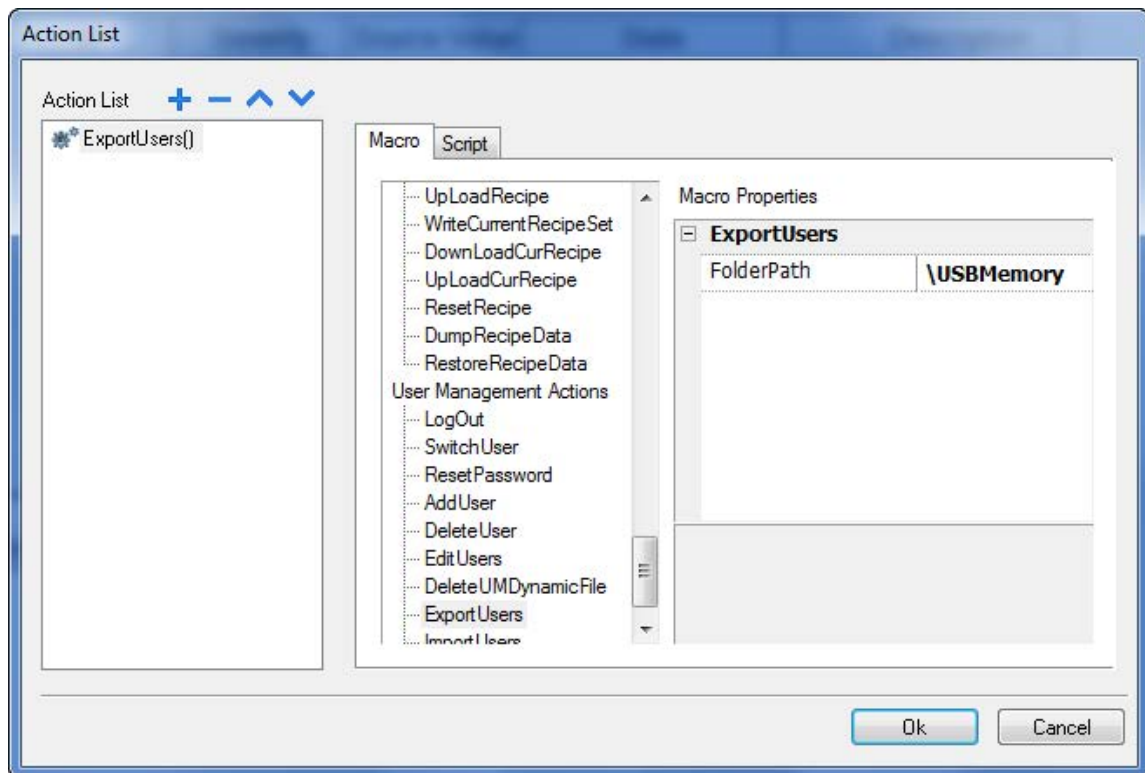 Action List
Action List
ExportUsers()
Macro
Script
UpLoadRecipe
WriteCurrentRecipeSet
DownLoadCurRecipe
UpLoadCurRecipe
ResetRecipe
DumpRecipeData
RestoreRecipeData
User Management Actions
LogOut
SwitchUser
ResetPassword
AddUser
DeleteUser
EditUsers
DeleteUMDynamicFile
ExportUsers
ImportUsers
Macro Properties
ExportUsers
FolderPath \USBMemory
Ok
Cancel